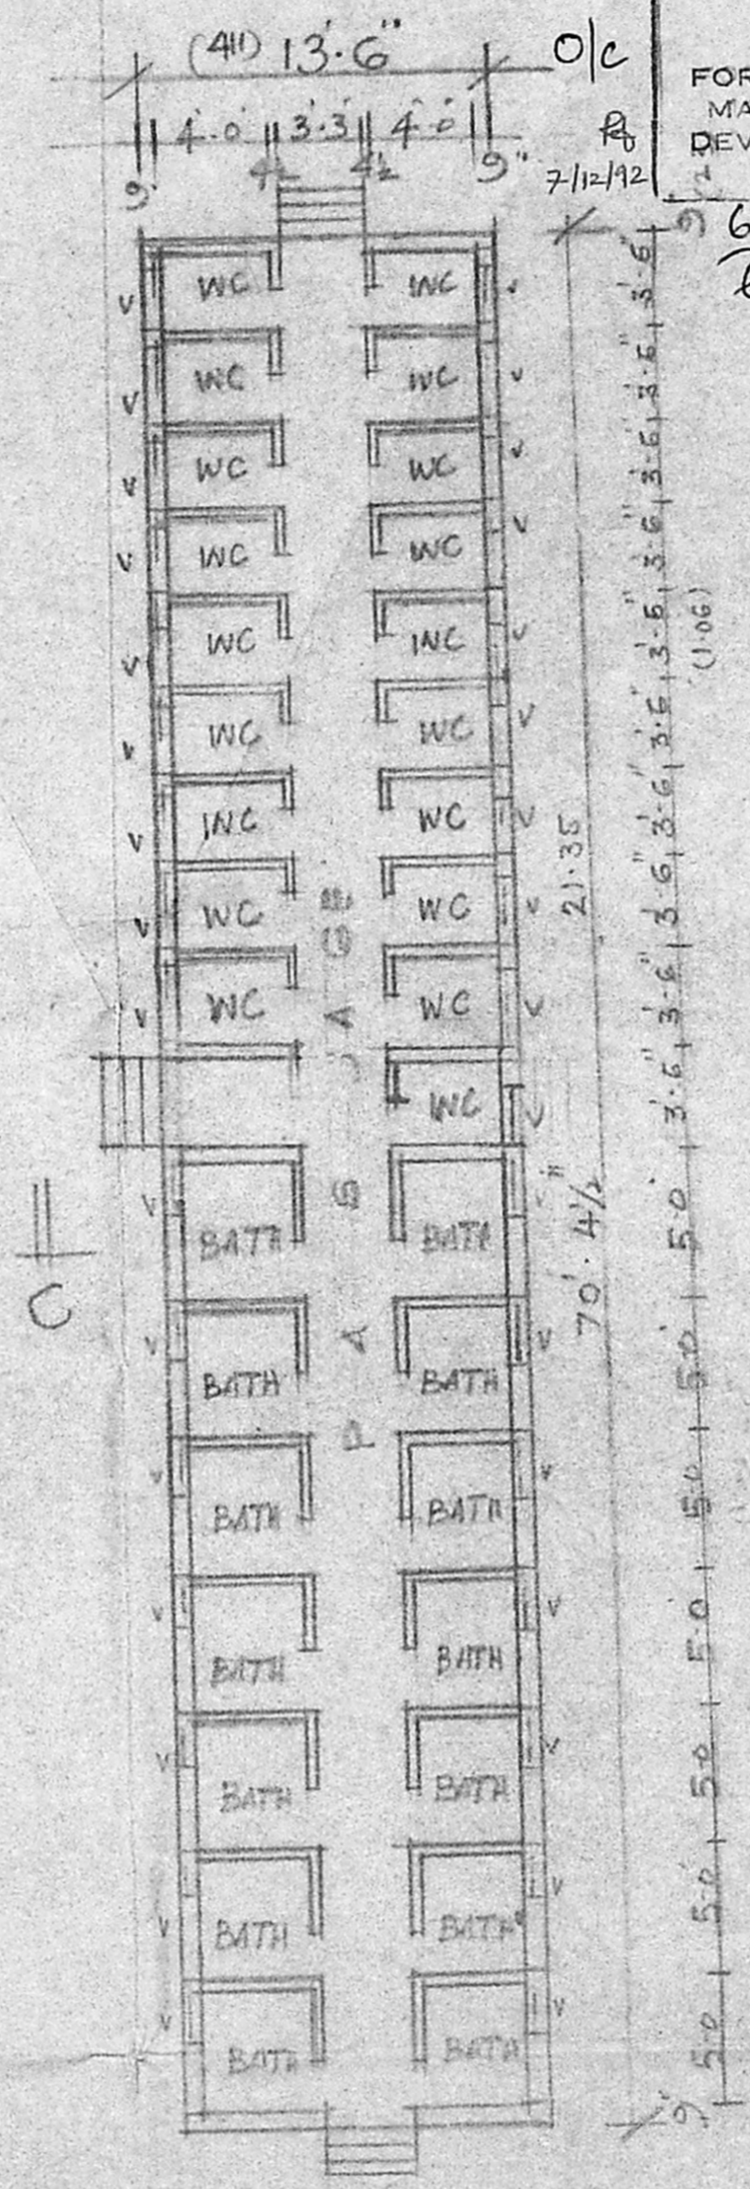 (411) 13'·6"
O/C
7/12/92
FOR
MA
DEV
4'·0" 3'·3" 4'·0"
9" 4½ 4½ 9"
9"
V WC WC V
V WC WC V
V WC WC V
V WC WC V
V WC WC V
V WC WC V
V WC WC V
V WC WC V
V WC WC V
WC V
V BATH BATH V
V BATH BATH V
V BATH BATH V
V BATH BATH V
V BATH BATH V
V BATH BATH V
V BATH BATH V
PASSAGE
C
21·35
70'·4½"
3'·6" 3'·6" 3'·6" 3'·6" 3'·6" 3'·6" 3'·6" 3'·6" 3'·6" 3'·6"
(1·06)
5'·0 5'·0 5'·0 5'·0 5'·0 5'·0 5'·0
9"